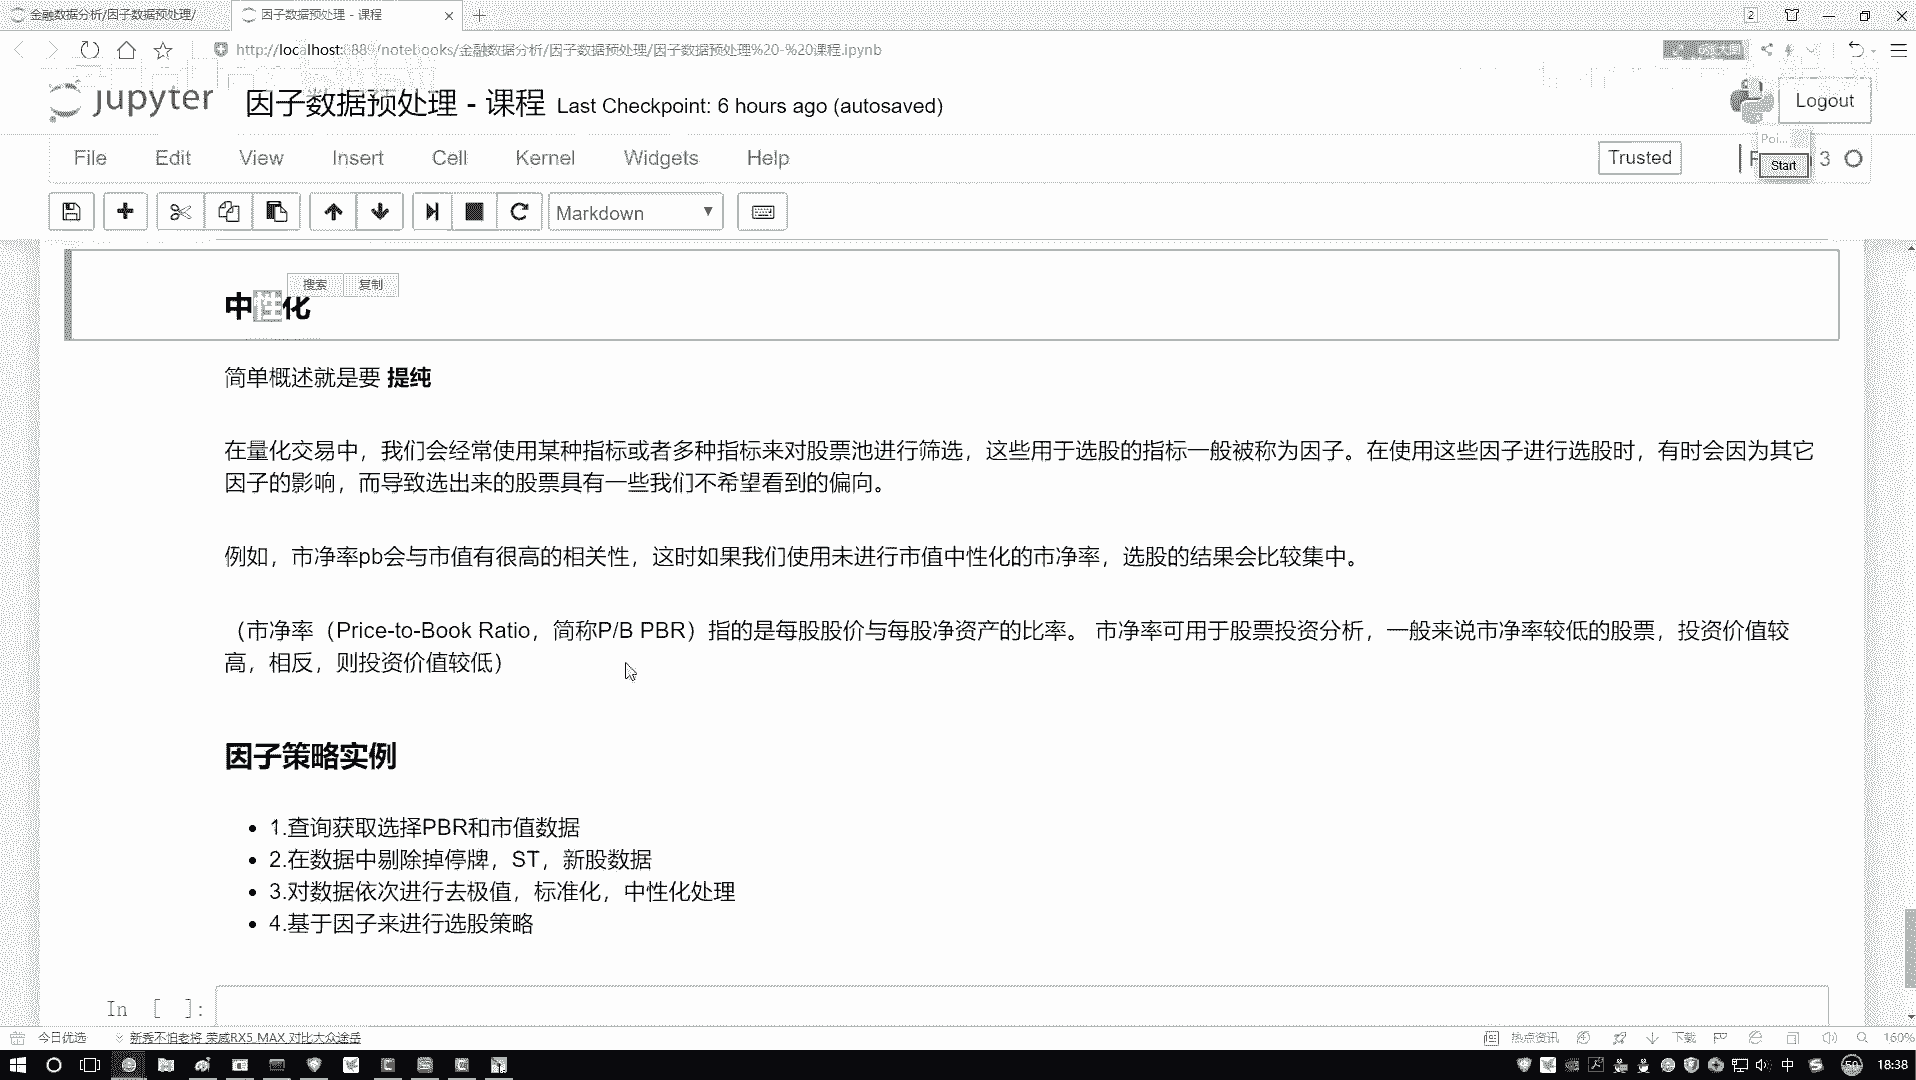 金融数据分析/因子数据预处理/
因子数据预处理 - 课程
2
http://localhost:8889/notebooks/金融数据分析/因子数据预处理/因子数据预处理%20-%20课程.ipynb
jupyter
因子数据预处理 - 课程 Last Checkpoint: 6 hours ago (autosaved)
Logout
File Edit View Insert Cell Kernel Widgets Help
Trusted
Poi...
Start
3
Markdown
搜索 复制
中性化
简单概述就是要 提纯
在量化交易中，我们会经常使用某种指标或者多种指标来对股票池进行筛选，这些用于选股的指标一般被称为因子。在使用这些因子进行选股时，有时会因为其它
因子的影响，而导致选出来的股票具有一些我们不希望看到的偏向。
例如，市净率pb会与市值有很高的相关性，这时如果我们使用未进行市值中性化的市净率，选股的结果会比较集中。
（市净率（Price-to-Book Ratio，简称P/B PBR）指的是每股股价与每股净资产的比率。 市净率可用于股票投资分析，一般来说市净率较低的股票，投资价值较
高，相反，则投资价值较低）
因子策略实例
1.查询获取选择PBR和市值数据
2.在数据中剔除掉停牌，ST，新股数据
3.对数据依次进行去极值，标准化，中性化处理
4.基于因子来进行选股策略
In [ ]:
今日优选
新秀不怕老将 荣威RX5 MAX 对比大众途岳
热点资讯
下载
160%
中
18:38